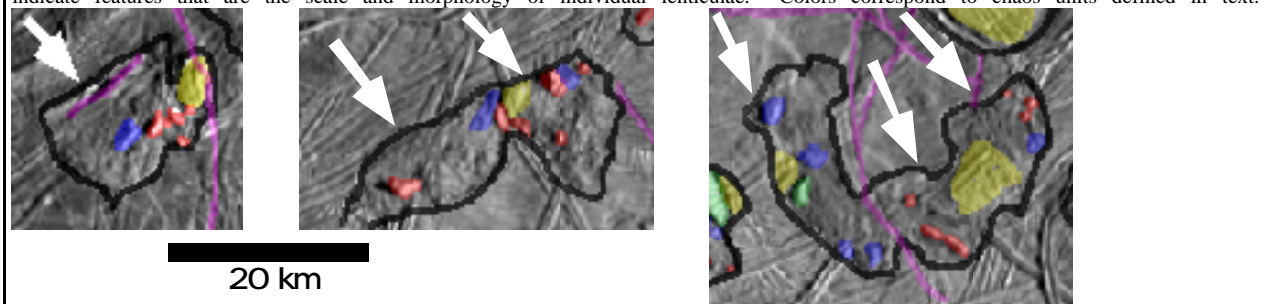 indicate features that are the scale and morphology of individual lenticulae. Colors correspond to chaos units defined in text.
20 km